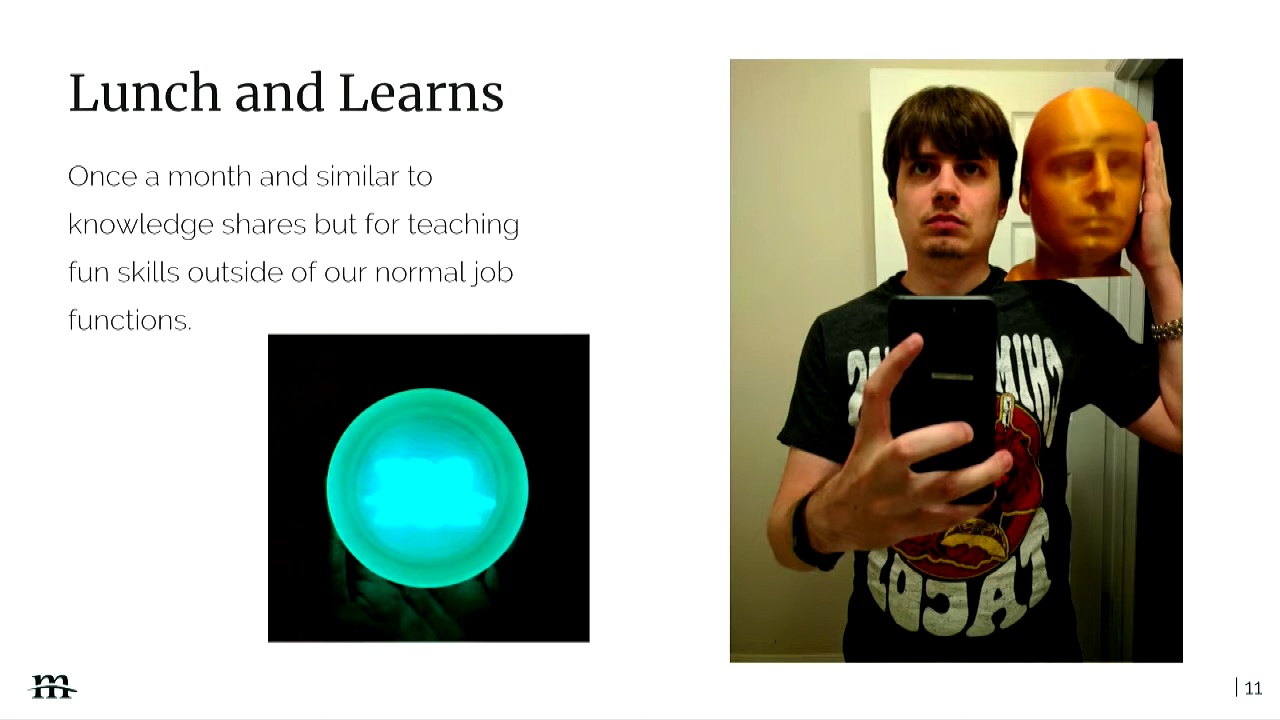 Lunch and Learns
Once a month and similar to
knowledge shares but for teaching
fun skills outside of our normal job
functions.
TACOS
m
11